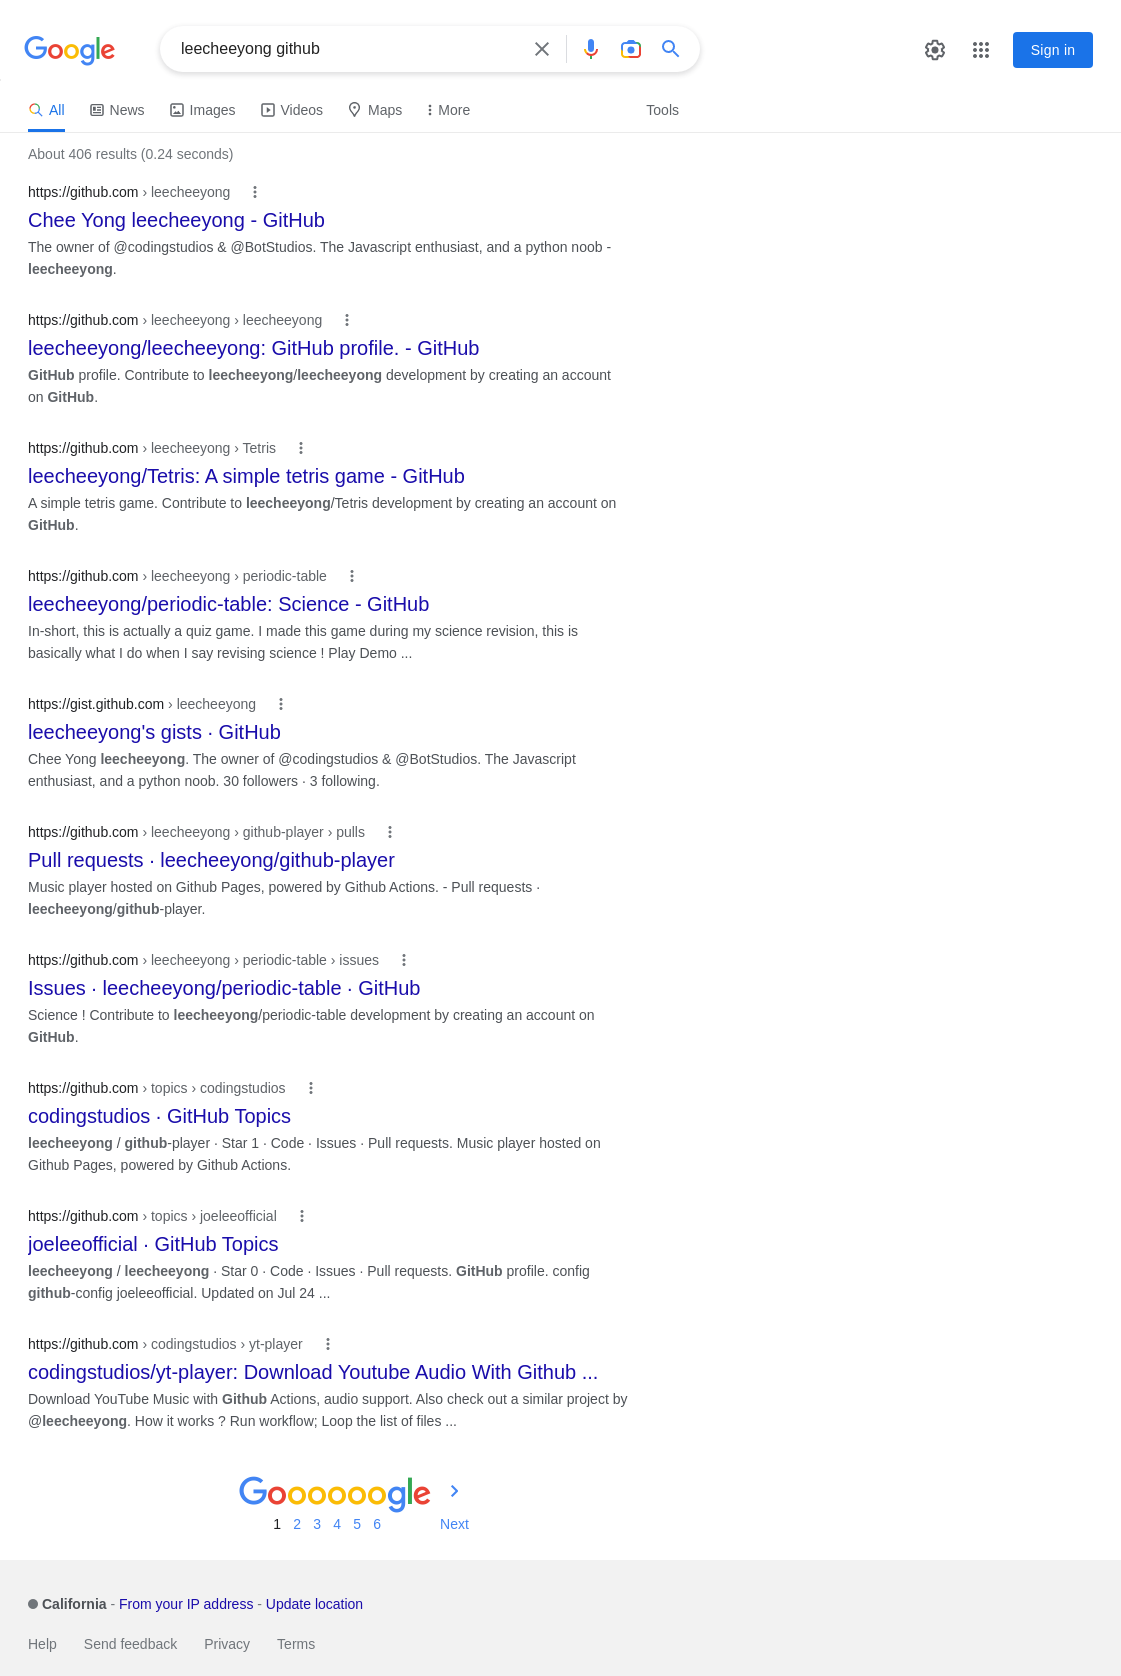 Google
leecheeyong github
Sign in
All News Images Videos Maps More Tools
About 406 results (0.24 seconds)
https://github.com › leecheeyong
Chee Yong leecheeyong - GitHub
The owner of @codingstudios & @BotStudios. The Javascript enthusiast, and a python noob -
leecheeyong.
https://github.com › leecheeyong › leecheeyong
leecheeyong/leecheeyong: GitHub profile. - GitHub
GitHub profile. Contribute to leecheeyong/leecheeyong development by creating an account
on GitHub.
https://github.com › leecheeyong › Tetris
leecheeyong/Tetris: A simple tetris game - GitHub
A simple tetris game. Contribute to leecheeyong/Tetris development by creating an account on
GitHub.
https://github.com › leecheeyong › periodic-table
leecheeyong/periodic-table: Science - GitHub
In-short, this is actually a quiz game. I made this game during my science revision, this is
basically what I do when I say revising science ! Play Demo ...
https://gist.github.com › leecheeyong
leecheeyong's gists · GitHub
Chee Yong leecheeyong. The owner of @codingstudios & @BotStudios. The Javascript
enthusiast, and a python noob. 30 followers · 3 following.
https://github.com › leecheeyong › github-player › pulls
Pull requests · leecheeyong/github-player
Music player hosted on Github Pages, powered by Github Actions. - Pull requests ·
leecheeyong/github-player.
https://github.com › leecheeyong › periodic-table › issues
Issues · leecheeyong/periodic-table · GitHub
Science ! Contribute to leecheeyong/periodic-table development by creating an account on
GitHub.
https://github.com › topics › codingstudios
codingstudios · GitHub Topics
leecheeyong / github-player · Star 1 · Code · Issues · Pull requests. Music player hosted on
Github Pages, powered by Github Actions.
https://github.com › topics › joeleeofficial
joeleeofficial · GitHub Topics
leecheeyong / leecheeyong · Star 0 · Code · Issues · Pull requests. GitHub profile. config
github-config joeleeofficial. Updated on Jul 24 ...
https://github.com › codingstudios › yt-player
codingstudios/yt-player: Download Youtube Audio With Github ...
Download YouTube Music with Github Actions, audio support. Also check out a similar project by
@leecheeyong. How it works ? Run workflow; Loop the list of files ...
Goooooogle
1 2 3 4 5 6 Next
California - From your IP address - Update location
Help Send feedback Privacy Terms